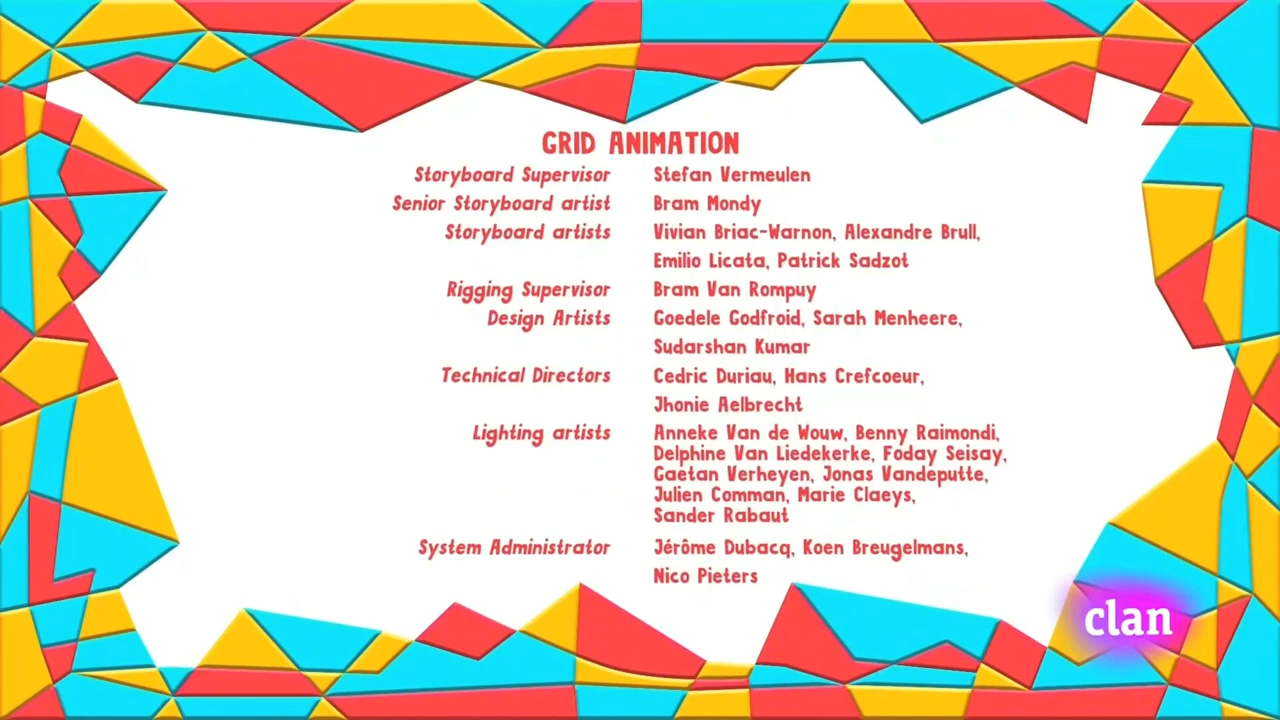 GRID ANIMATION
Storyboard Supervisor Stefan Vermeulen
Senior Storyboard artist Bram Mondy
Storyboard artists Vivian Briac-Warnon, Alexandre Brull,
Emilio Licata, Patrick Sadzot
Rigging Supervisor Bram Van Rompuy
Design Artists Goedele Godfroid, Sarah Menheere,
Sudarshan Kumar
Technical Directors Cedric Duriau, Hans Crefcoeur,
Jhonie Aelbrecht
Lighting artists Anneke Van de Wouw, Benny Raimondi,
Delphine Van Liedekerke, Foday Seisay,
Gaetan Verheyen, Jonas Vandeputte,
Julien Comman, Marie Claeys,
Sander Rabaut
System Administrator Jérôme Dubacq, Koen Breugelmans,
Nico Pieters
clan